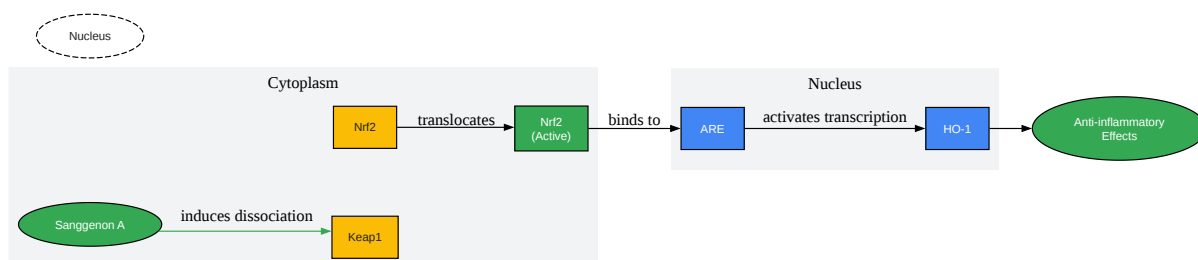 Nucleus
Cytoplasm
Nucleus
Nrf2
translocates
Nrf2
(Active)
binds to
ARE
activates transcription
HO-1
Anti-inflammatory
Effects
Sanggenon A
induces dissociation
Keap1